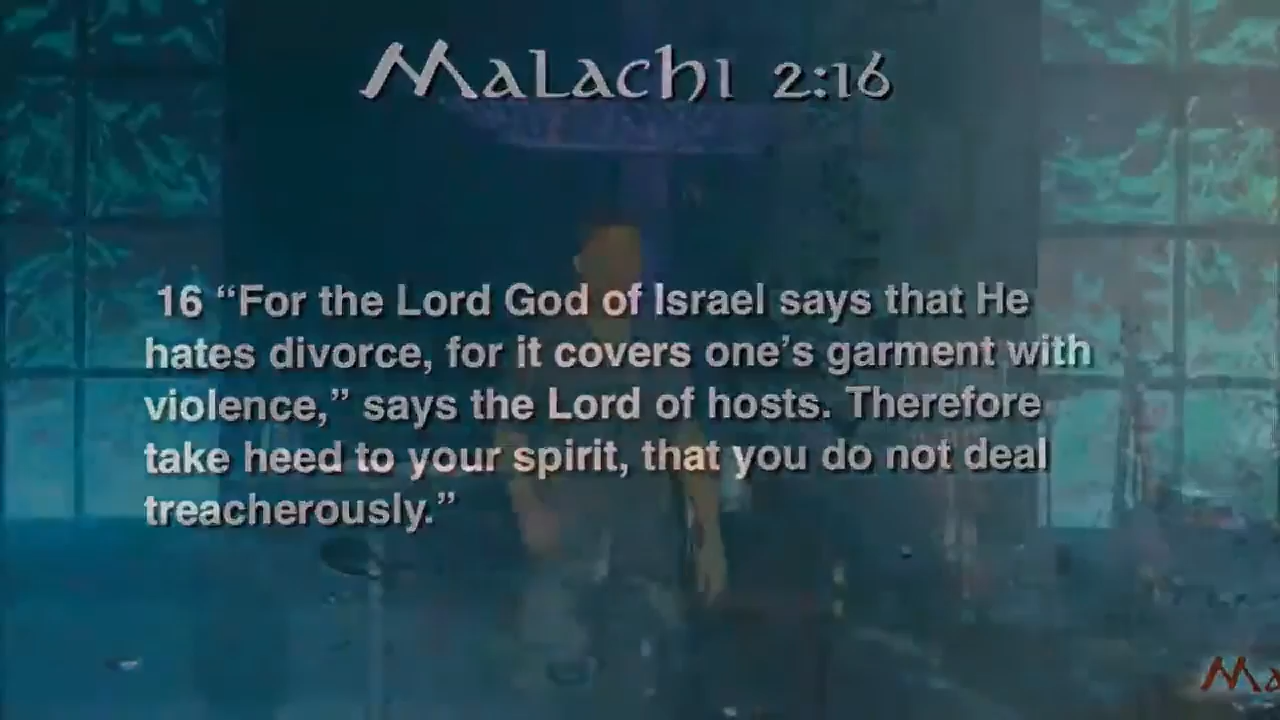 Malachi 2:16
16 “For the Lord God of Israel says that He
hates divorce, for it covers one’s garment with
violence,” says the Lord of hosts. Therefore
take heed to your spirit, that you do not deal
treacherously.”
Ma